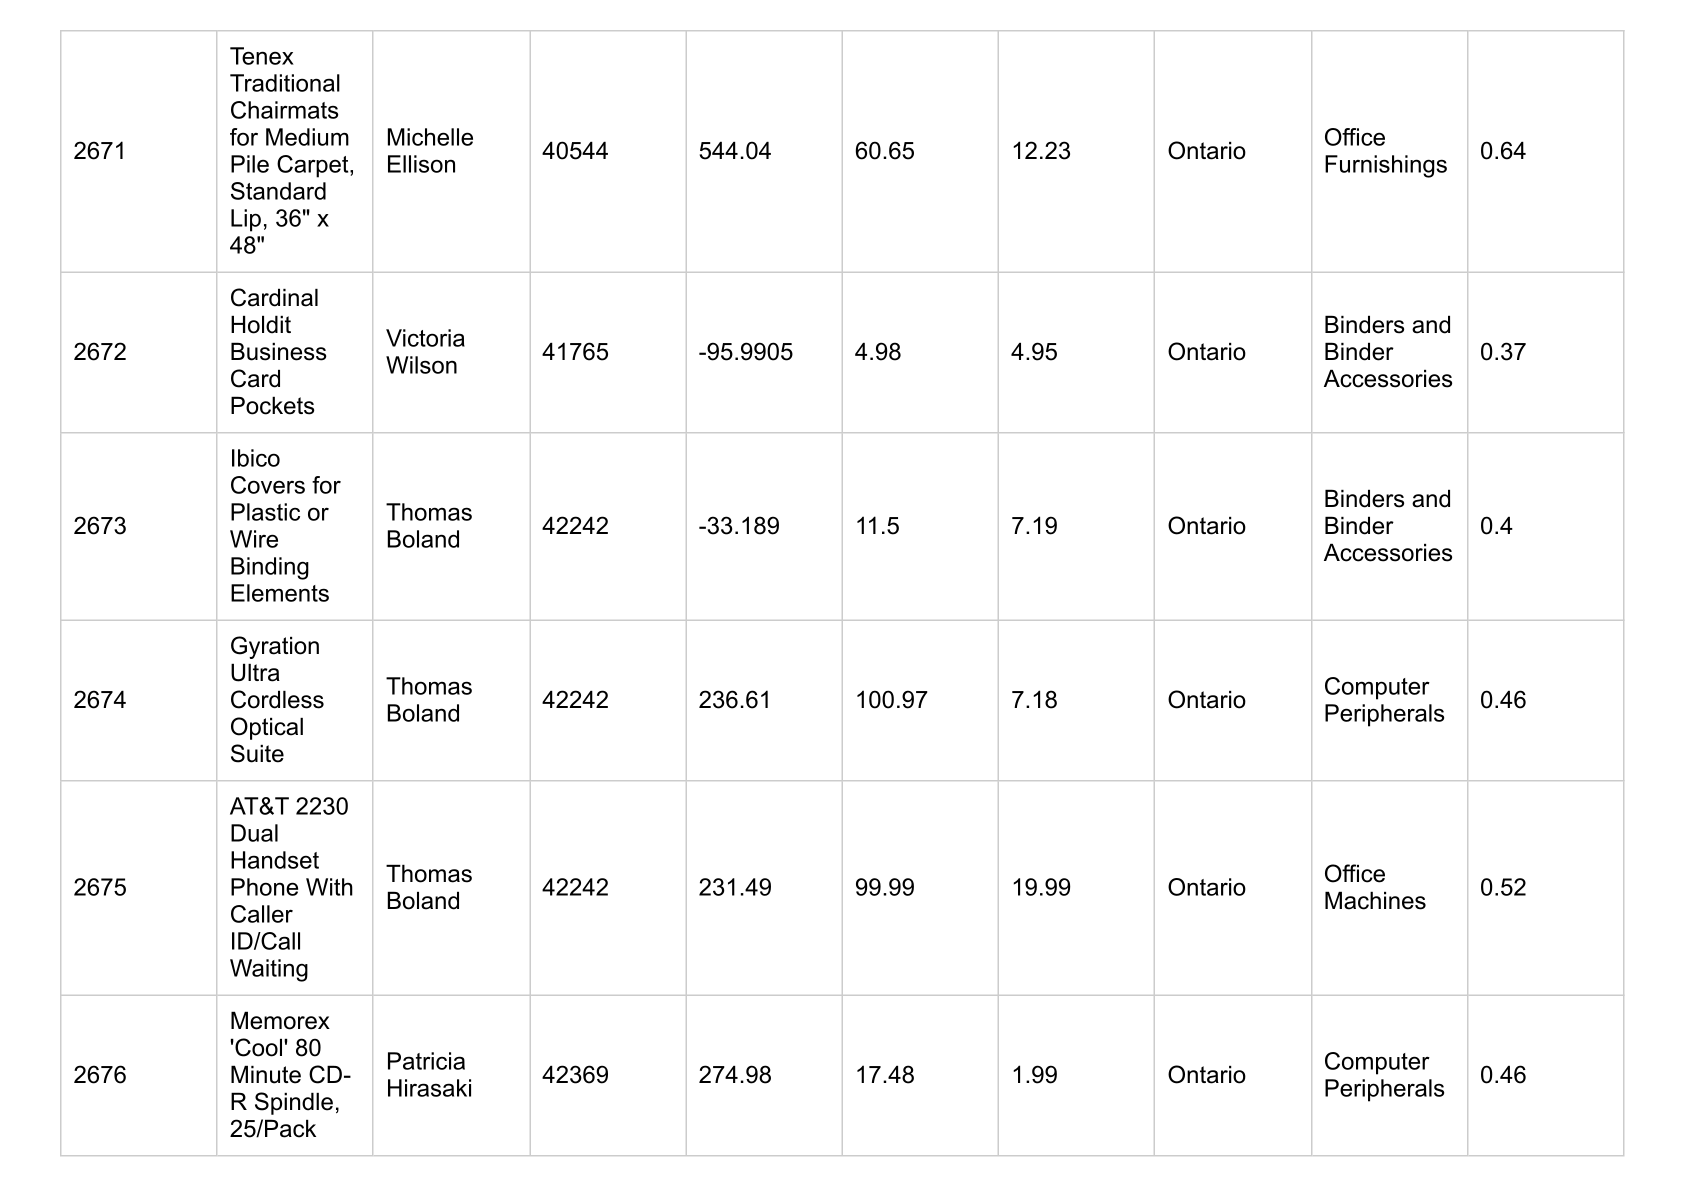 2671
Tenex
Traditional
Chairmats
for Medium
Pile Carpet,
Standard
Lip, 36" x
48"
Michelle
Ellison
40544
544.04
60.65
12.23
Ontario
Office
Furnishings
0.64
2672
Cardinal
Holdit
Business
Card
Pockets
Victoria
Wilson
41765
-95.9905
4.98
4.95
Ontario
Binders and
Binder
Accessories
0.37
2673
Ibico
Covers for
Plastic or
Wire
Binding
Elements
Thomas
Boland
42242
-33.189
11.5
7.19
Ontario
Binders and
Binder
Accessories
0.4
2674
Gyration
Ultra
Cordless
Optical
Suite
Thomas
Boland
42242
236.61
100.97
7.18
Ontario
Computer
Peripherals
0.46
2675
AT&T 2230
Dual
Handset
Phone With
Caller
ID/Call
Waiting
Thomas
Boland
42242
231.49
99.99
19.99
Ontario
Office
Machines
0.52
2676
Memorex
'Cool' 80
Minute CD-
R Spindle,
25/Pack
Patricia
Hirasaki
42369
274.98
17.48
1.99
Ontario
Computer
Peripherals
0.46